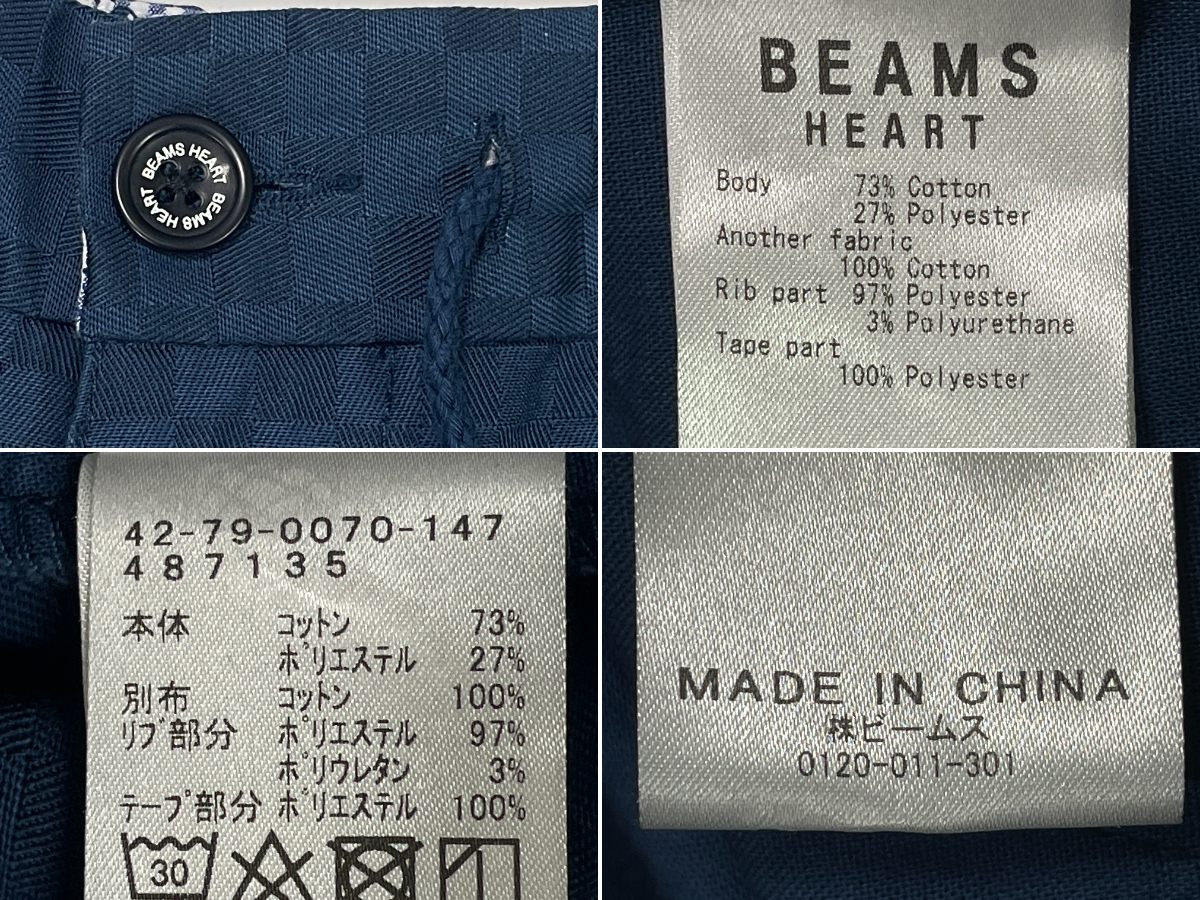 BEAMS HEART BEAMS HEART
BEAMS
HEART
Body 73% Cotton
27% Polyester
Another fabric
100% Cotton
Rib part 97% Polyester
3% Polyurethane
Tape part
100% Polyester
42-79-0070-147
487135
本体 コットン 73%
ポリエステル 27%
別布 コットン 100%
リブ部分 ポリエステル 97%
ポリウレタン 3%
テープ部分 ポリエステル 100%
30
MADE IN CHINA
㈱ビームス
0120-011-301